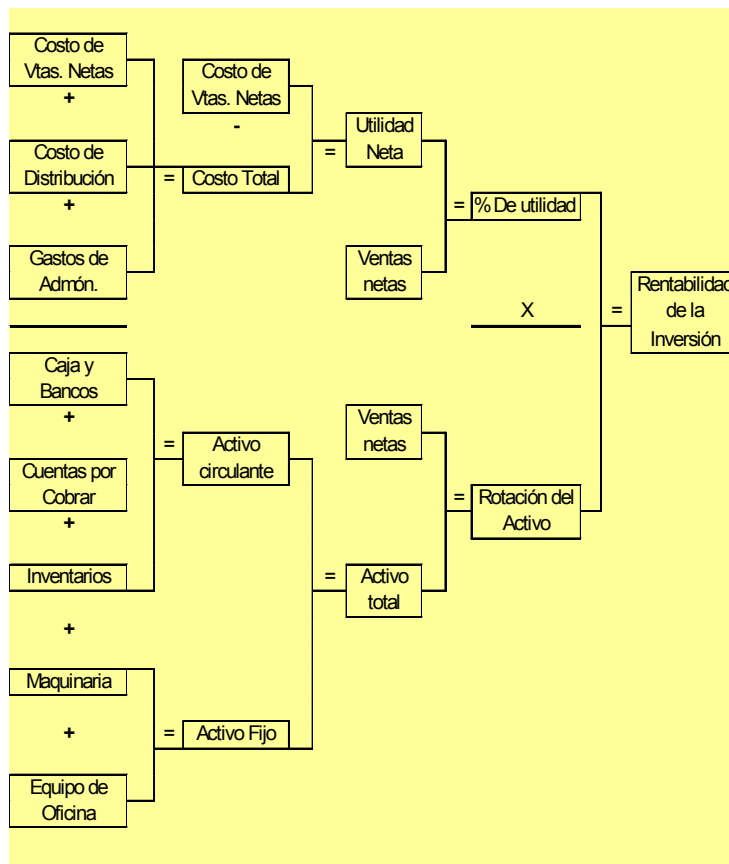 Costo de
Vtas. Netas
+
Costo de
Distribución
+
Gastos de
Admón.
=
Costo de
Vtas. Netas
-
Costo Total
=
Utilidad
Neta
Ventas
netas
=
% De utilidad
X
=
Rentabilidad
de la
Inversión
Caja y
Bancos
+
Cuentas por
Cobrar
+
Inventarios
+
Maquinaria
+
Equipo de
Oficina
=
Activo
circulante
=
Activo Fijo
=
Activo
total
Ventas
netas
=
Rotación del
Activo